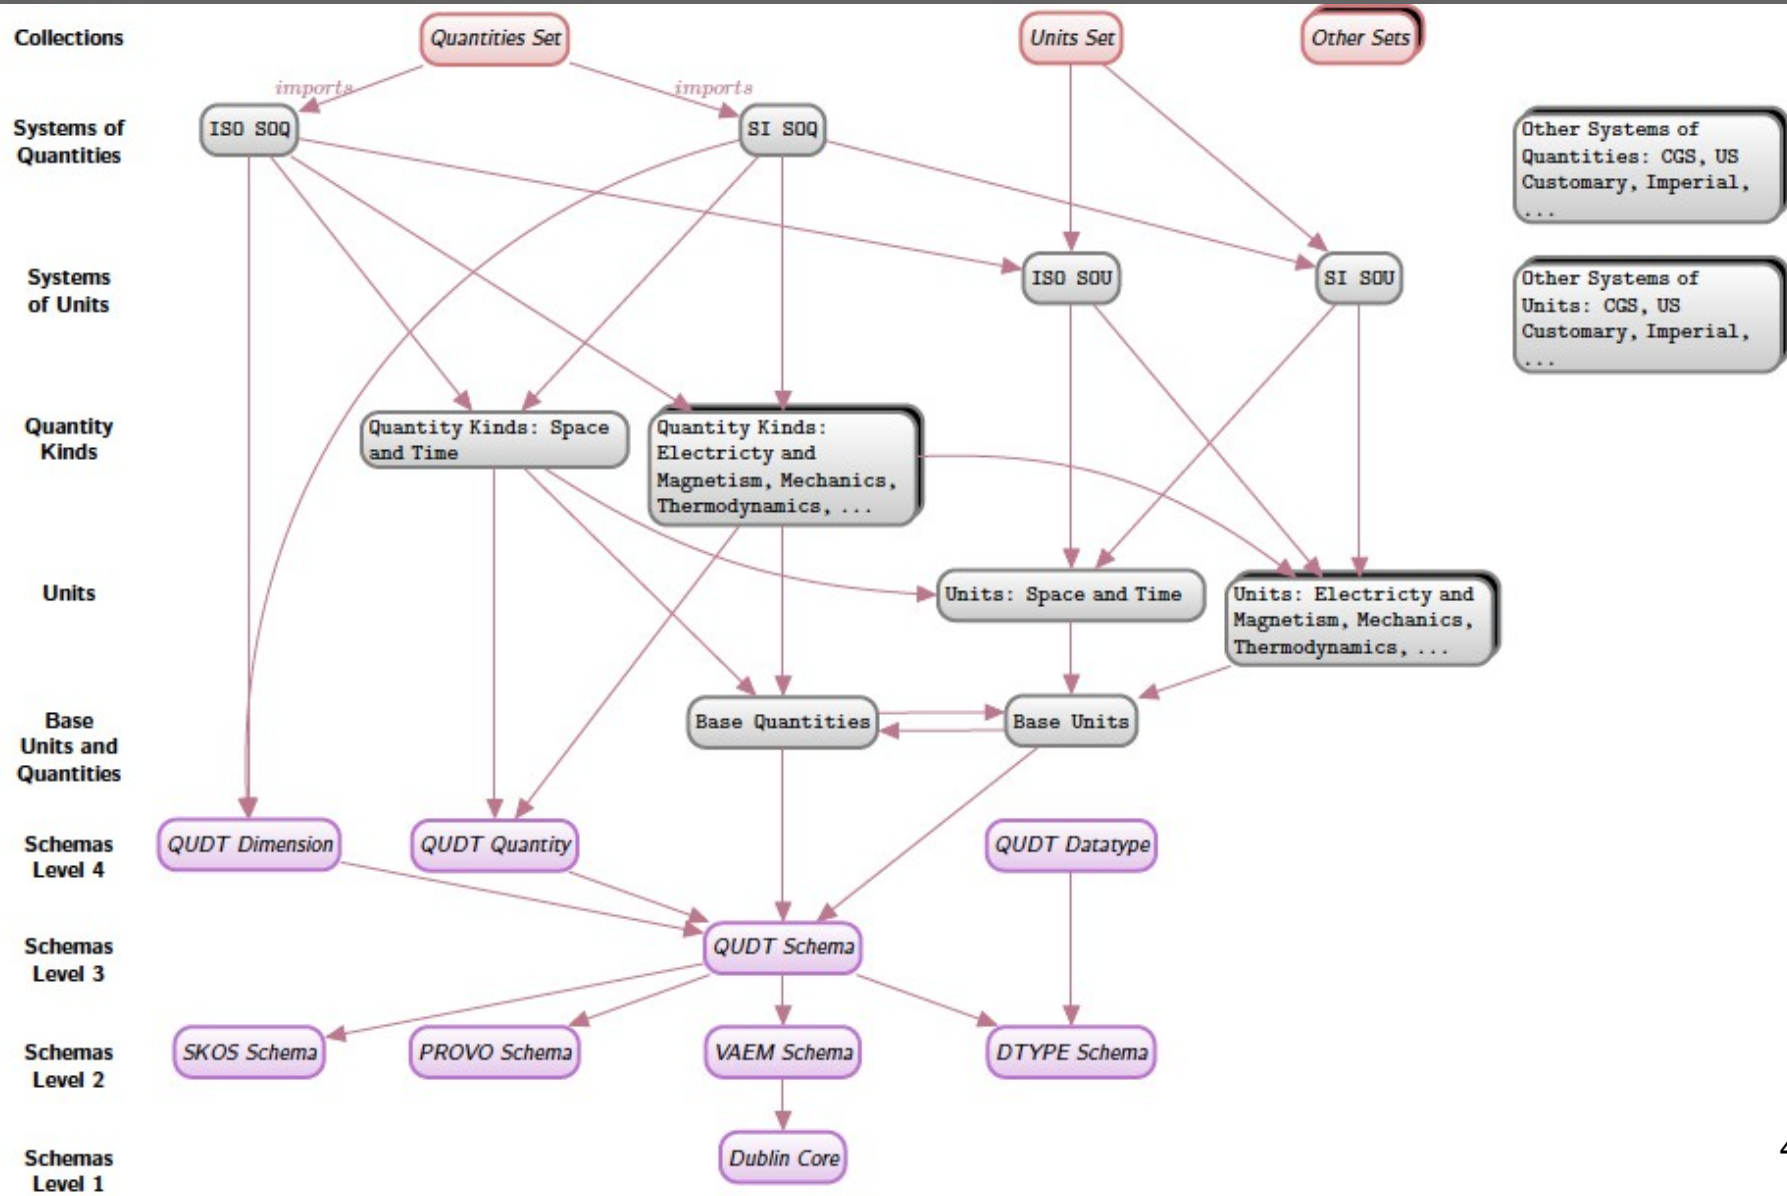 Collections
Quantities Set
Units Set
Other Sets
imports
imports
Systems of
Quantities
ISO SOQ
SI SOQ
Other Systems of
Quantities: CGS, US
Customary, Imperial,
...
Systems
of Units
ISO SOU
SI SOU
Other Systems of
Units: CGS, US
Customary, Imperial,
...
Quantity
Kinds
Quantity Kinds: Space
and Time
Quantity Kinds:
Electricty and
Magnetism, Mechanics,
Thermodynamics, ...
Units
Units: Space and Time
Units: Electricty and
Magnetism, Mechanics,
Thermodynamics, ...
Base
Units and
Quantities
Base Quantities
Base Units
Schemas
Level 4
QUDT Dimension
QUDT Quantity
QUDT Datatype
Schemas
Level 3
QUDT Schema
Schemas
Level 2
SKOS Schema
PROVO Schema
VAEM Schema
DTYPE Schema
Schemas
Level 1
Dublin Core